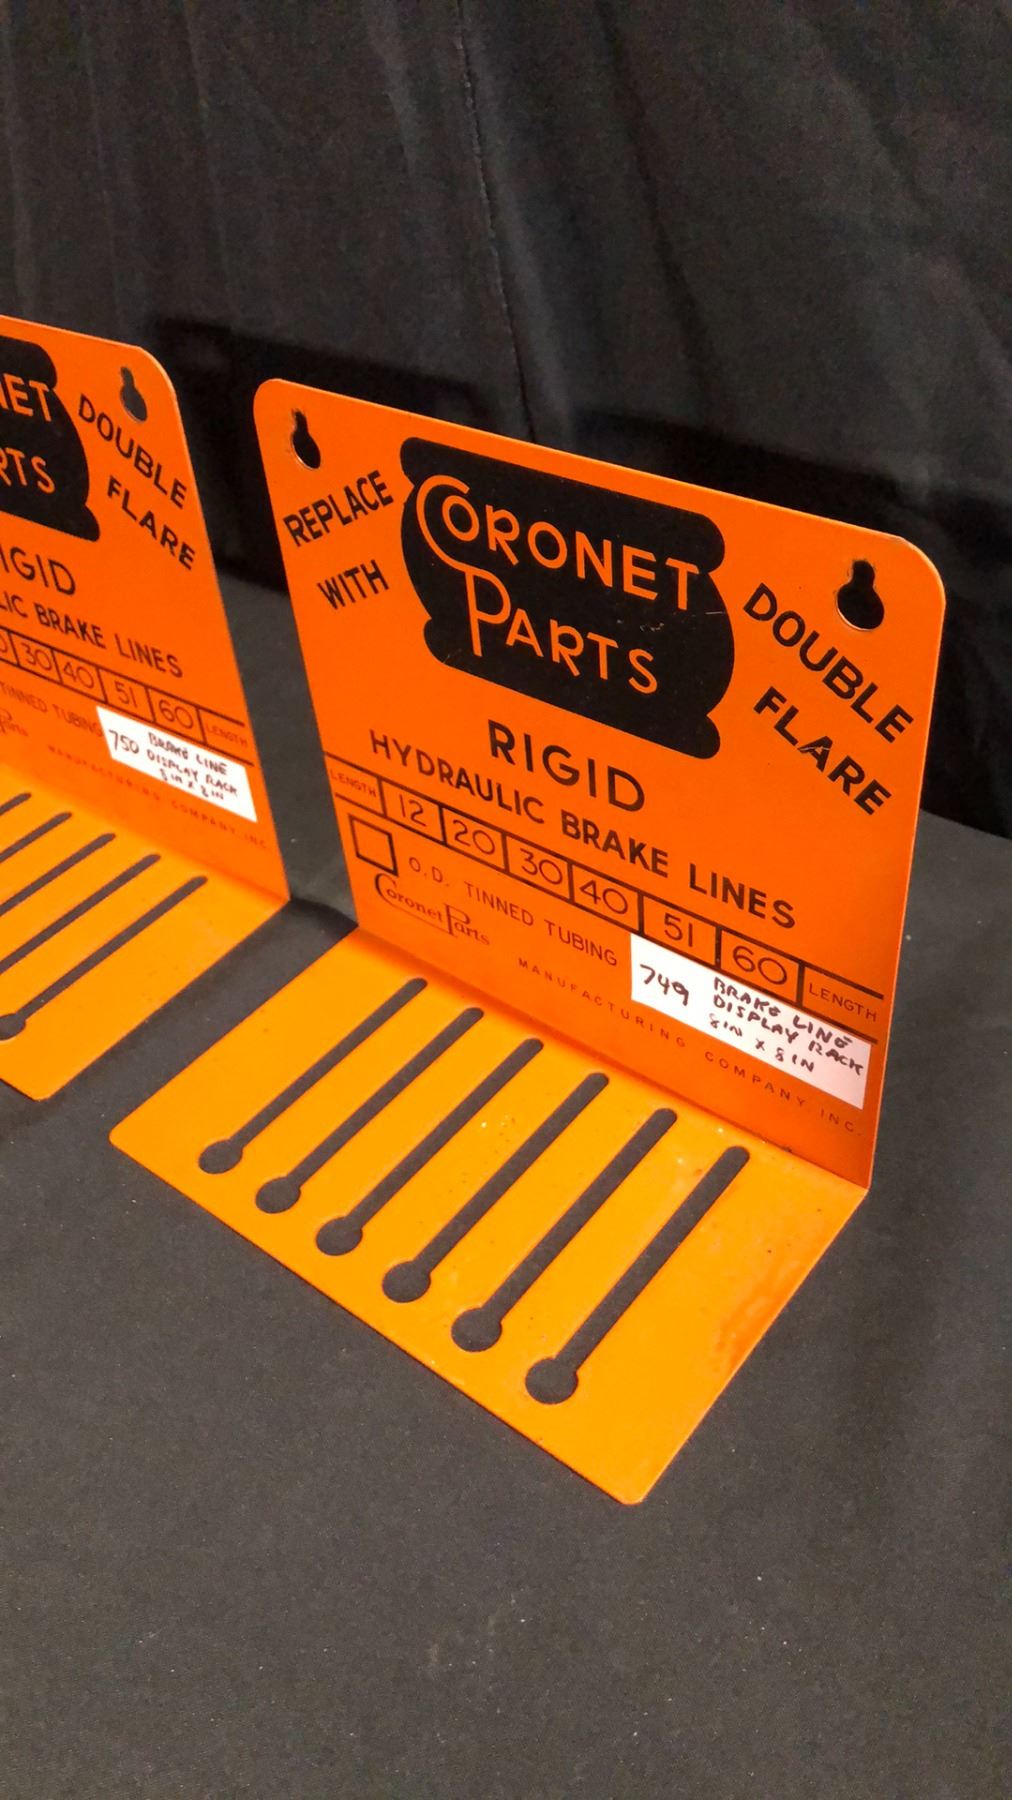 NET
RTS
DOUBLE
FLARE
IGID
LIC BRAKE LINES
30 40 51 60 LENGTH
TINNED TUBING
Parts
MANUFACTURING COMPANY INC.
750 BRAKE LINE
DISPLAY RACK
8 IN X 8 IN
REPLACE
WITH
CORONET
PARTS
DOUBLE
FLARE
RIGID
HYDRAULIC BRAKE LINES
LENGTH 12 20 30 40 51 60 LENGTH
O.D. TINNED TUBING
Coronet Parts
MANUFACTURING COMPANY INC.
749 BRAKE LINE
DISPLAY RACK
8 IN X 8 IN